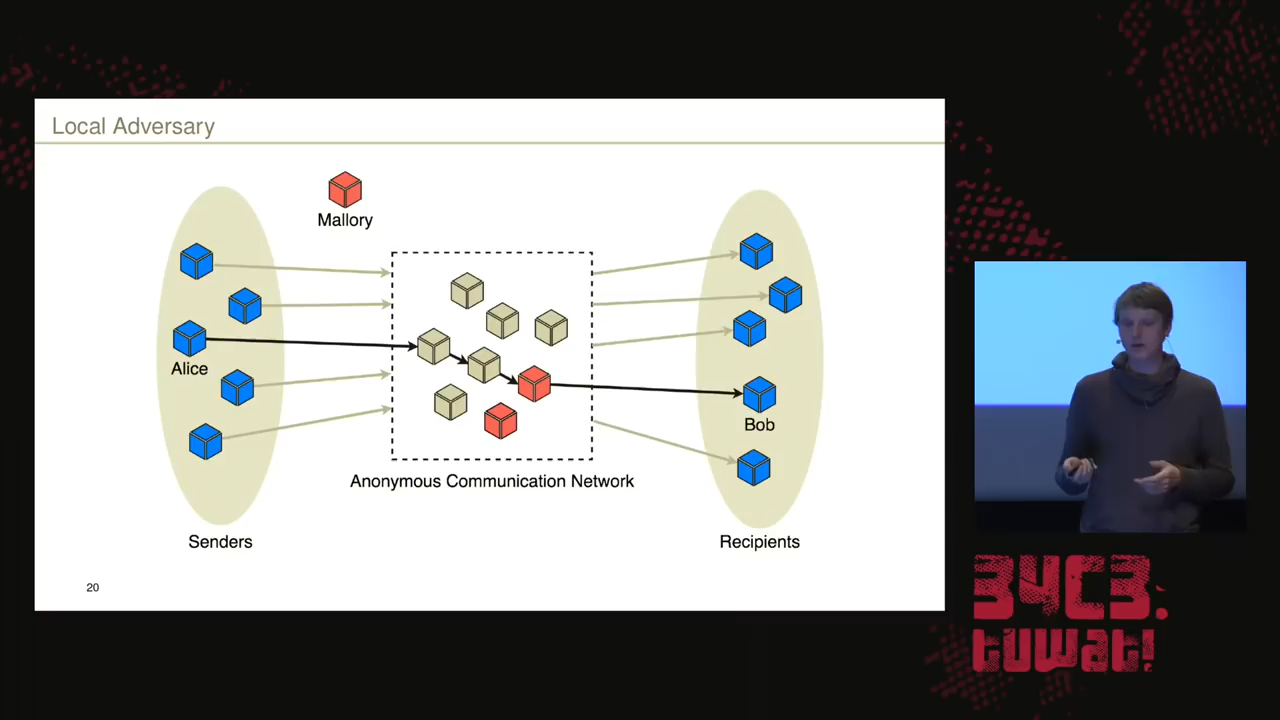 Local Adversary
Mallory
Alice
Bob
Anonymous Communication Network
Senders
Recipients
20
34C3.
tuwat!